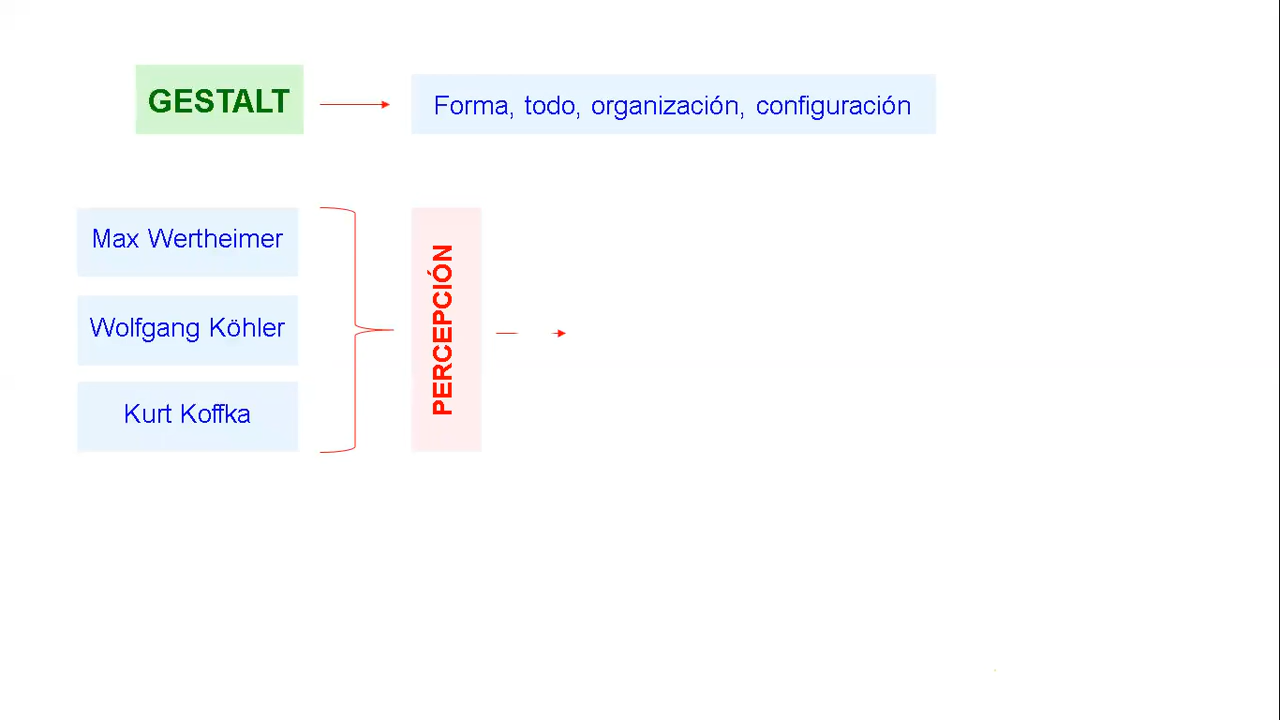 GESTALT
Forma, todo, organización, configuración
Max Wertheimer
Wolfgang Köhler
Kurt Koffka
PERCEPCIÓN